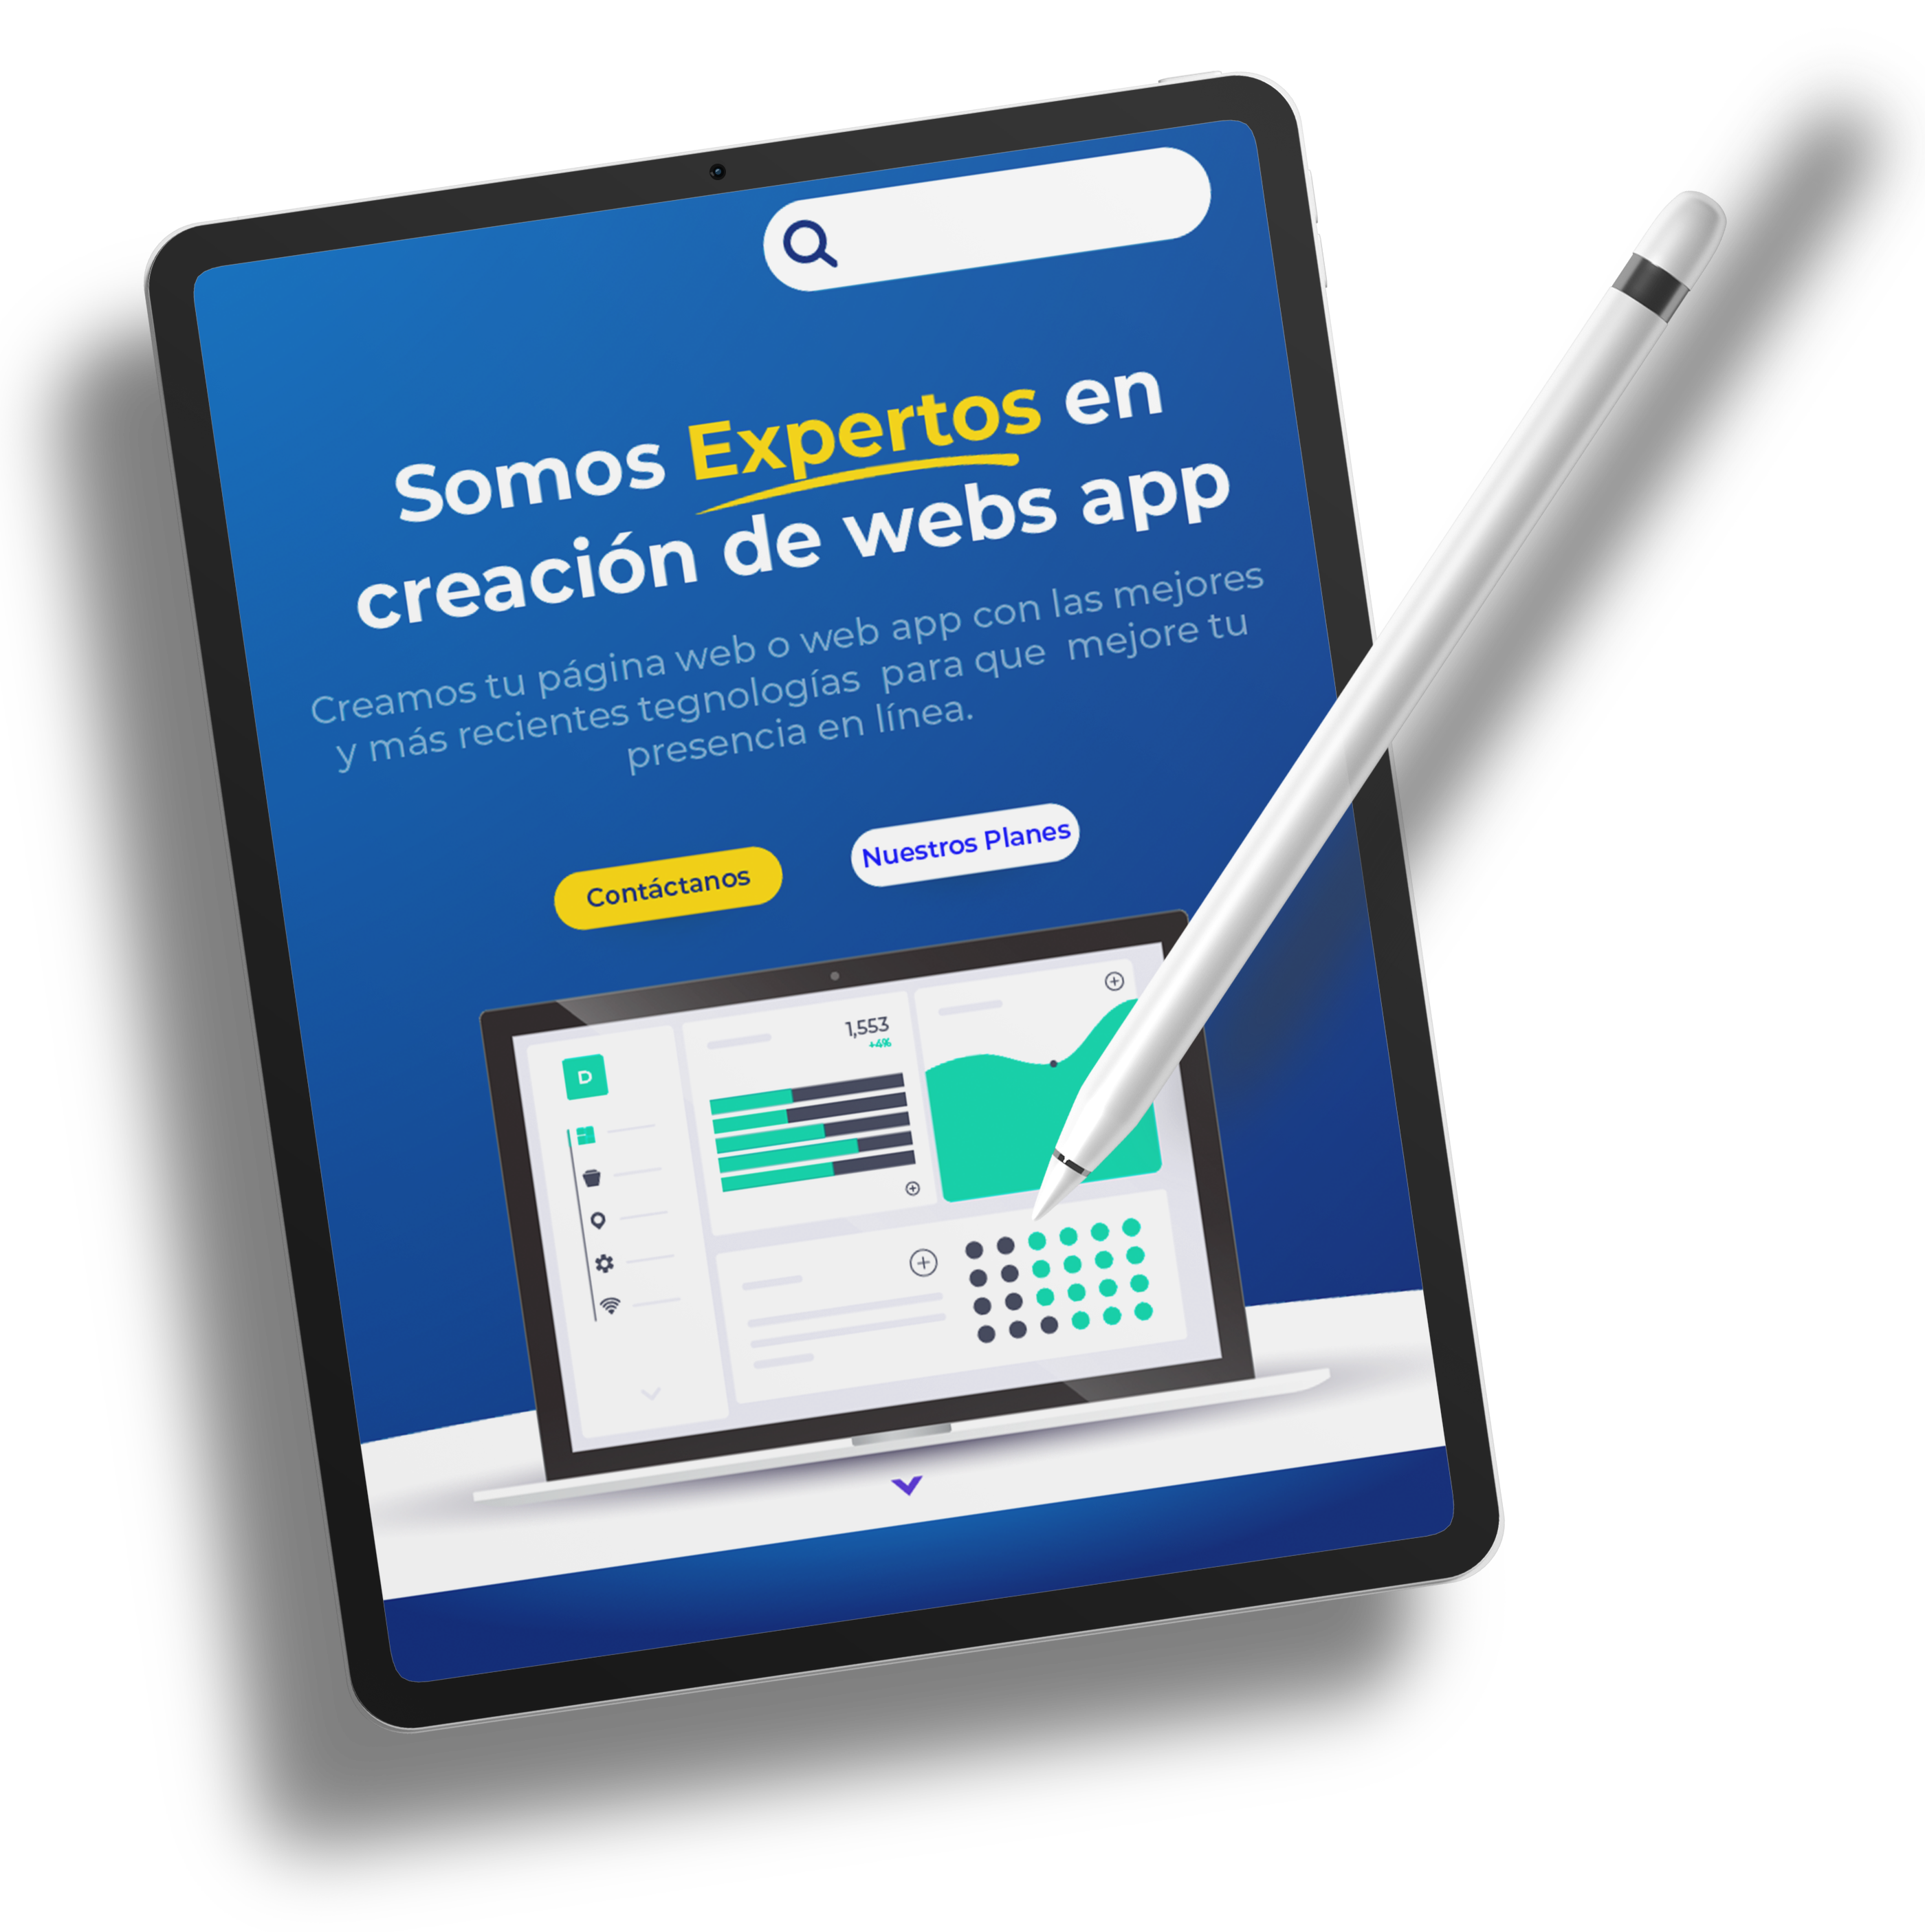 Somos Expertos en
creación de webs app
Creamos tu página web o web app con las mejores
y más recientes tegnologías para que mejore tu
presencia en línea.
Contáctanos
Nuestros Planes
1,553
+4%
D